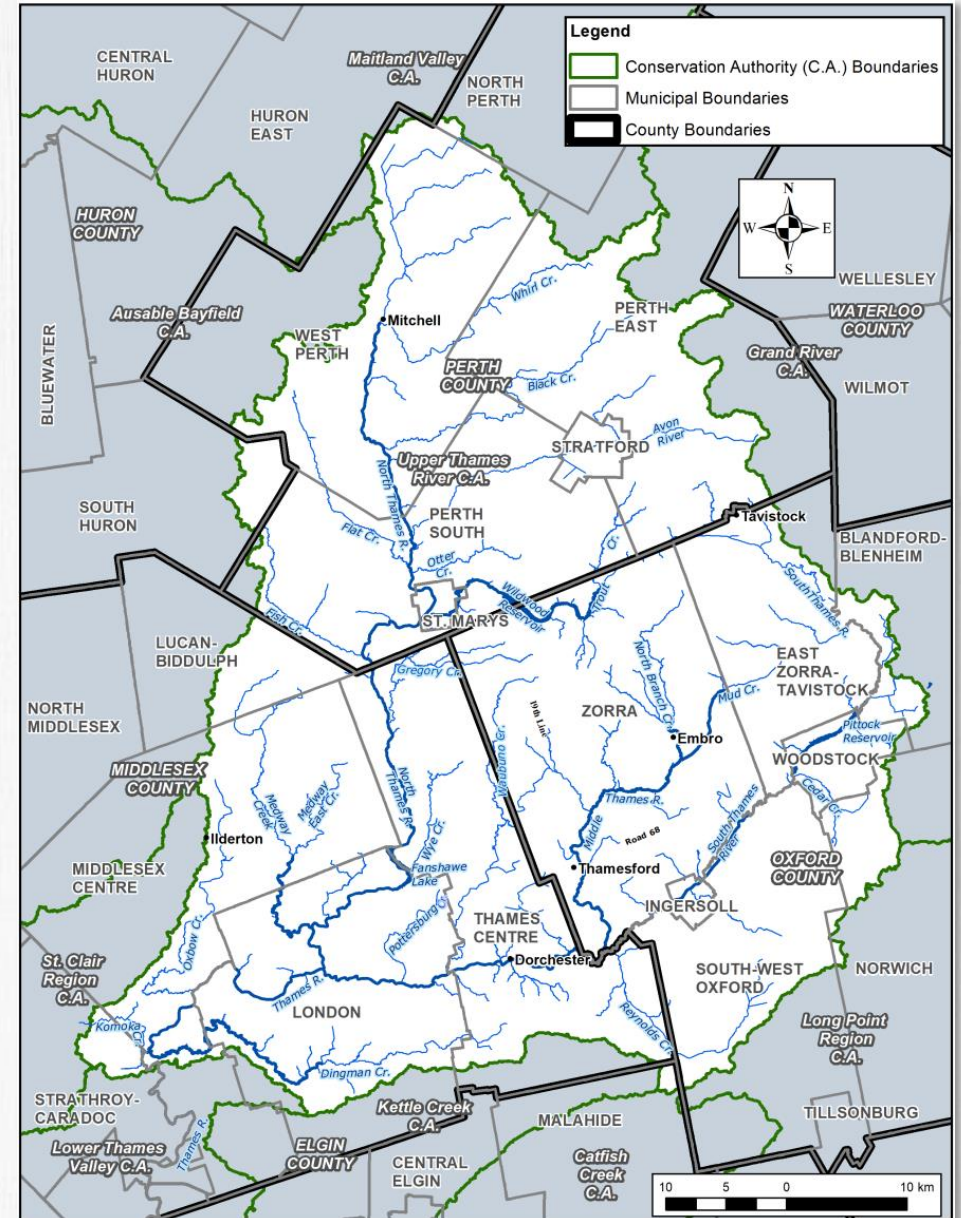 Legend
Conservation Authority (C.A.) Boundaries
Municipal Boundaries
County Boundaries
N
W
E
S
CENTRAL
HURON
Maitland Valley
C.A.
NORTH
PERTH
HURON
EAST
HURON
COUNTY
WELLESLEY
WATERLOO
COUNTY
Whirl Cr.
PERTH
EAST
Ausable Bayfield
C.A.
Mitchell
WEST
PERTH
Grand River
C.A.
PERTH
COUNTY
Black Cr.
WILMOT
BLUEWATER
STRATFORD
Avon
River
Upper Thames
River C.A.
North Thames R.
SOUTH
HURON
PERTH
SOUTH
Tavistock
Flat Cr.
BLANDFORD-
BLENHEIM
Otter
Cr.
Trout Cr.
Wildwood
Reservoir
South Thames R.
Fish Cr.
ST. MARYS
LUCAN-
BIDDULPH
Gregory Cr.
EAST
ZORRA-
TAVISTOCK
North Branch Cr.
Mud Cr.
NORTH
MIDDLESEX
19th Line
ZORRA
Waubuno Cr.
Embro
Pittock
Reservoir
WOODSTOCK
MIDDLESEX
COUNTY
North
Thames R.
Medway
Creek
Medway
East Cr.
Middle
Thames R.
Cedar Cr.
Ilderton
Wye Cr.
Road 68
South Thames
River
MIDDLESEX
CENTRE
Fanshawe
Lake
Thamesford
OXFORD
COUNTY
Pottersburg Cr.
INGERSOLL
THAMES
CENTRE
Oxbow Cr.
St. Clair
Region
C.A.
Dorchester
SOUTH-WEST
OXFORD
NORWICH
Thames R.
LONDON
Reynolds Cr.
Komoka
Cr.
Long Point
Region
C.A.
Dingman Cr.
STRATHROY-
CARADOC
Kettle Creek
C.A.
MALAHIDE
TILLSONBURG
Lower Thames
Valley C.A.
Thames R.
ELGIN
COUNTY
CENTRAL
ELGIN
Catfish
Creek
C.A.
10 5 0 10 km